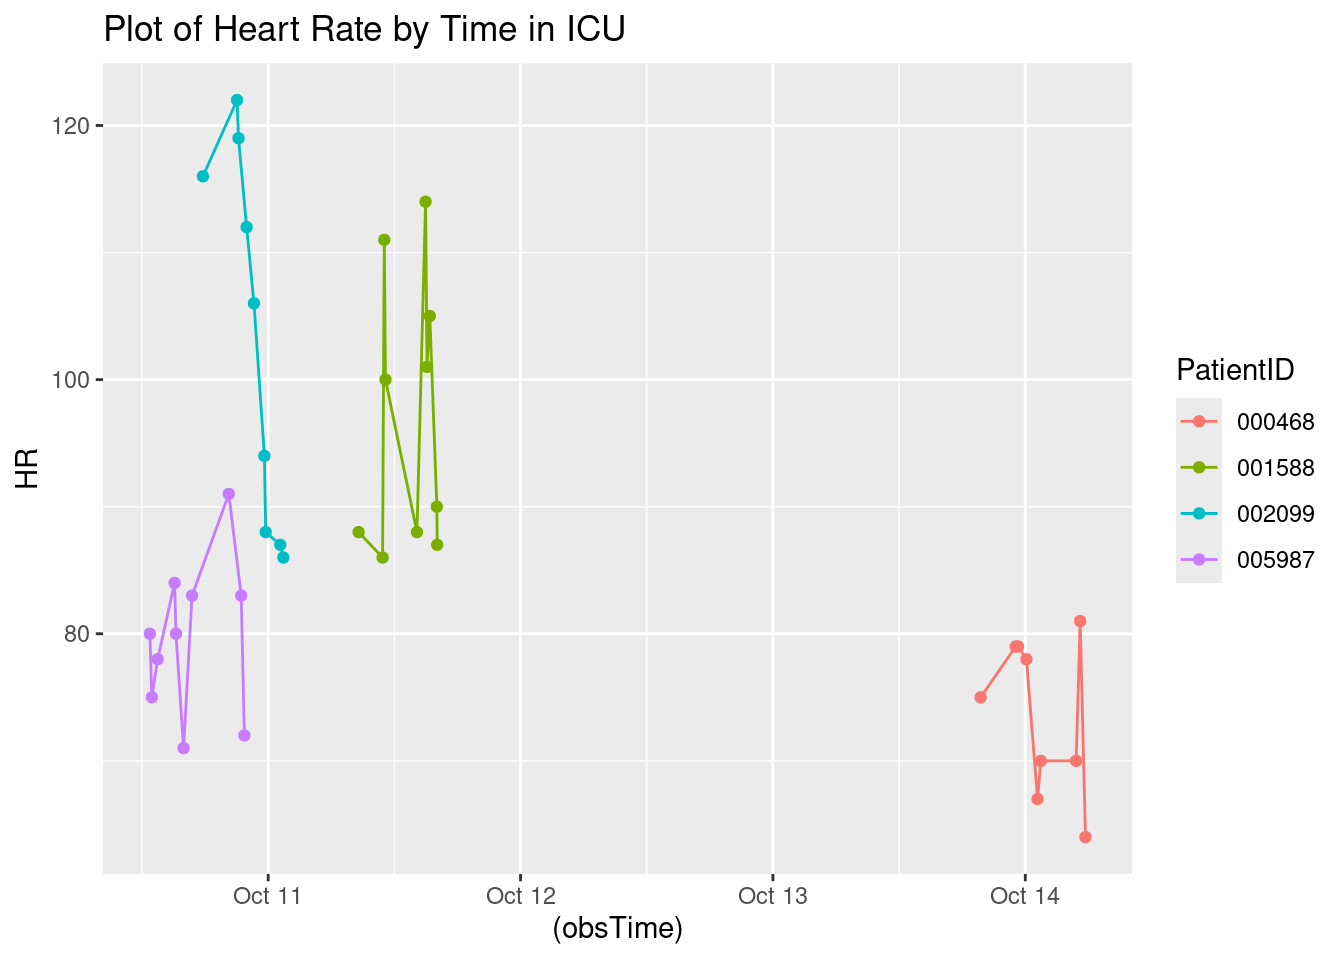 Plot of Heart Rate by Time in ICU
120
100
80
HR
Oct 11
Oct 12
Oct 13
Oct 14
(obsTime)
PatientID
000468
001588
002099
005987